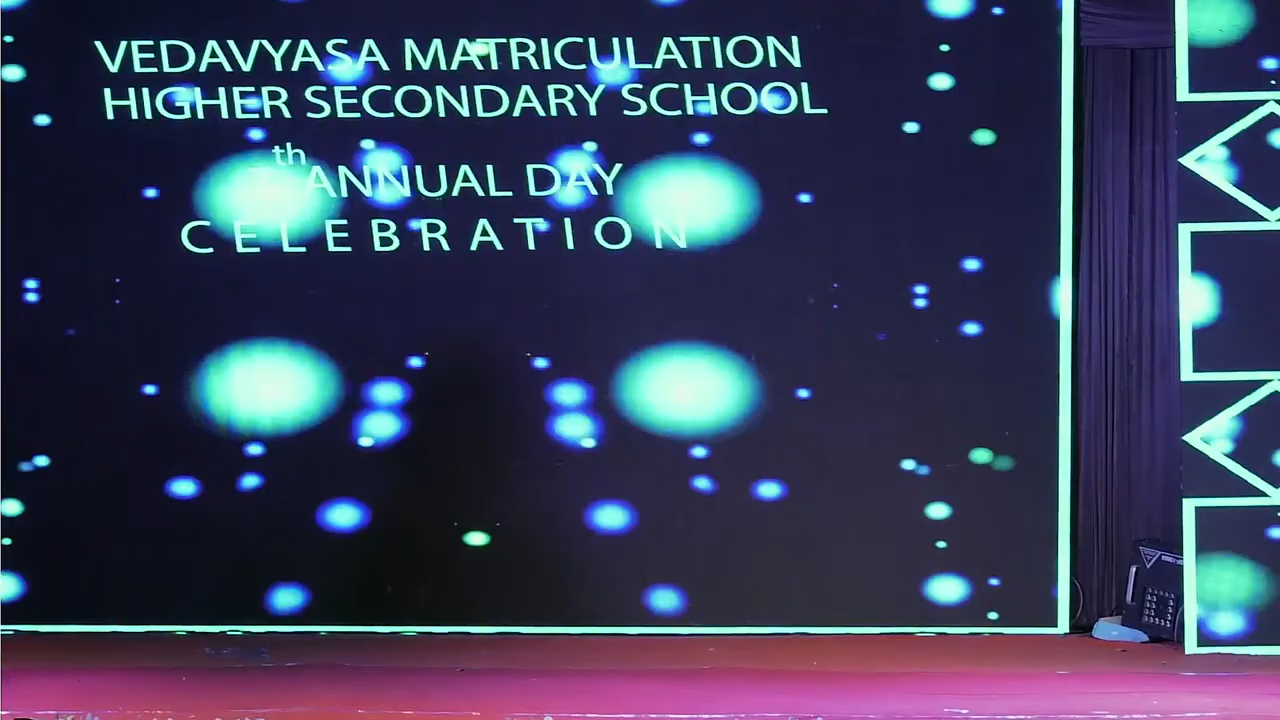 VEDAVYASA MATRICULATION
HIGHER SECONDARY SCHOOL
th ANNUAL DAY
CELEBRATION